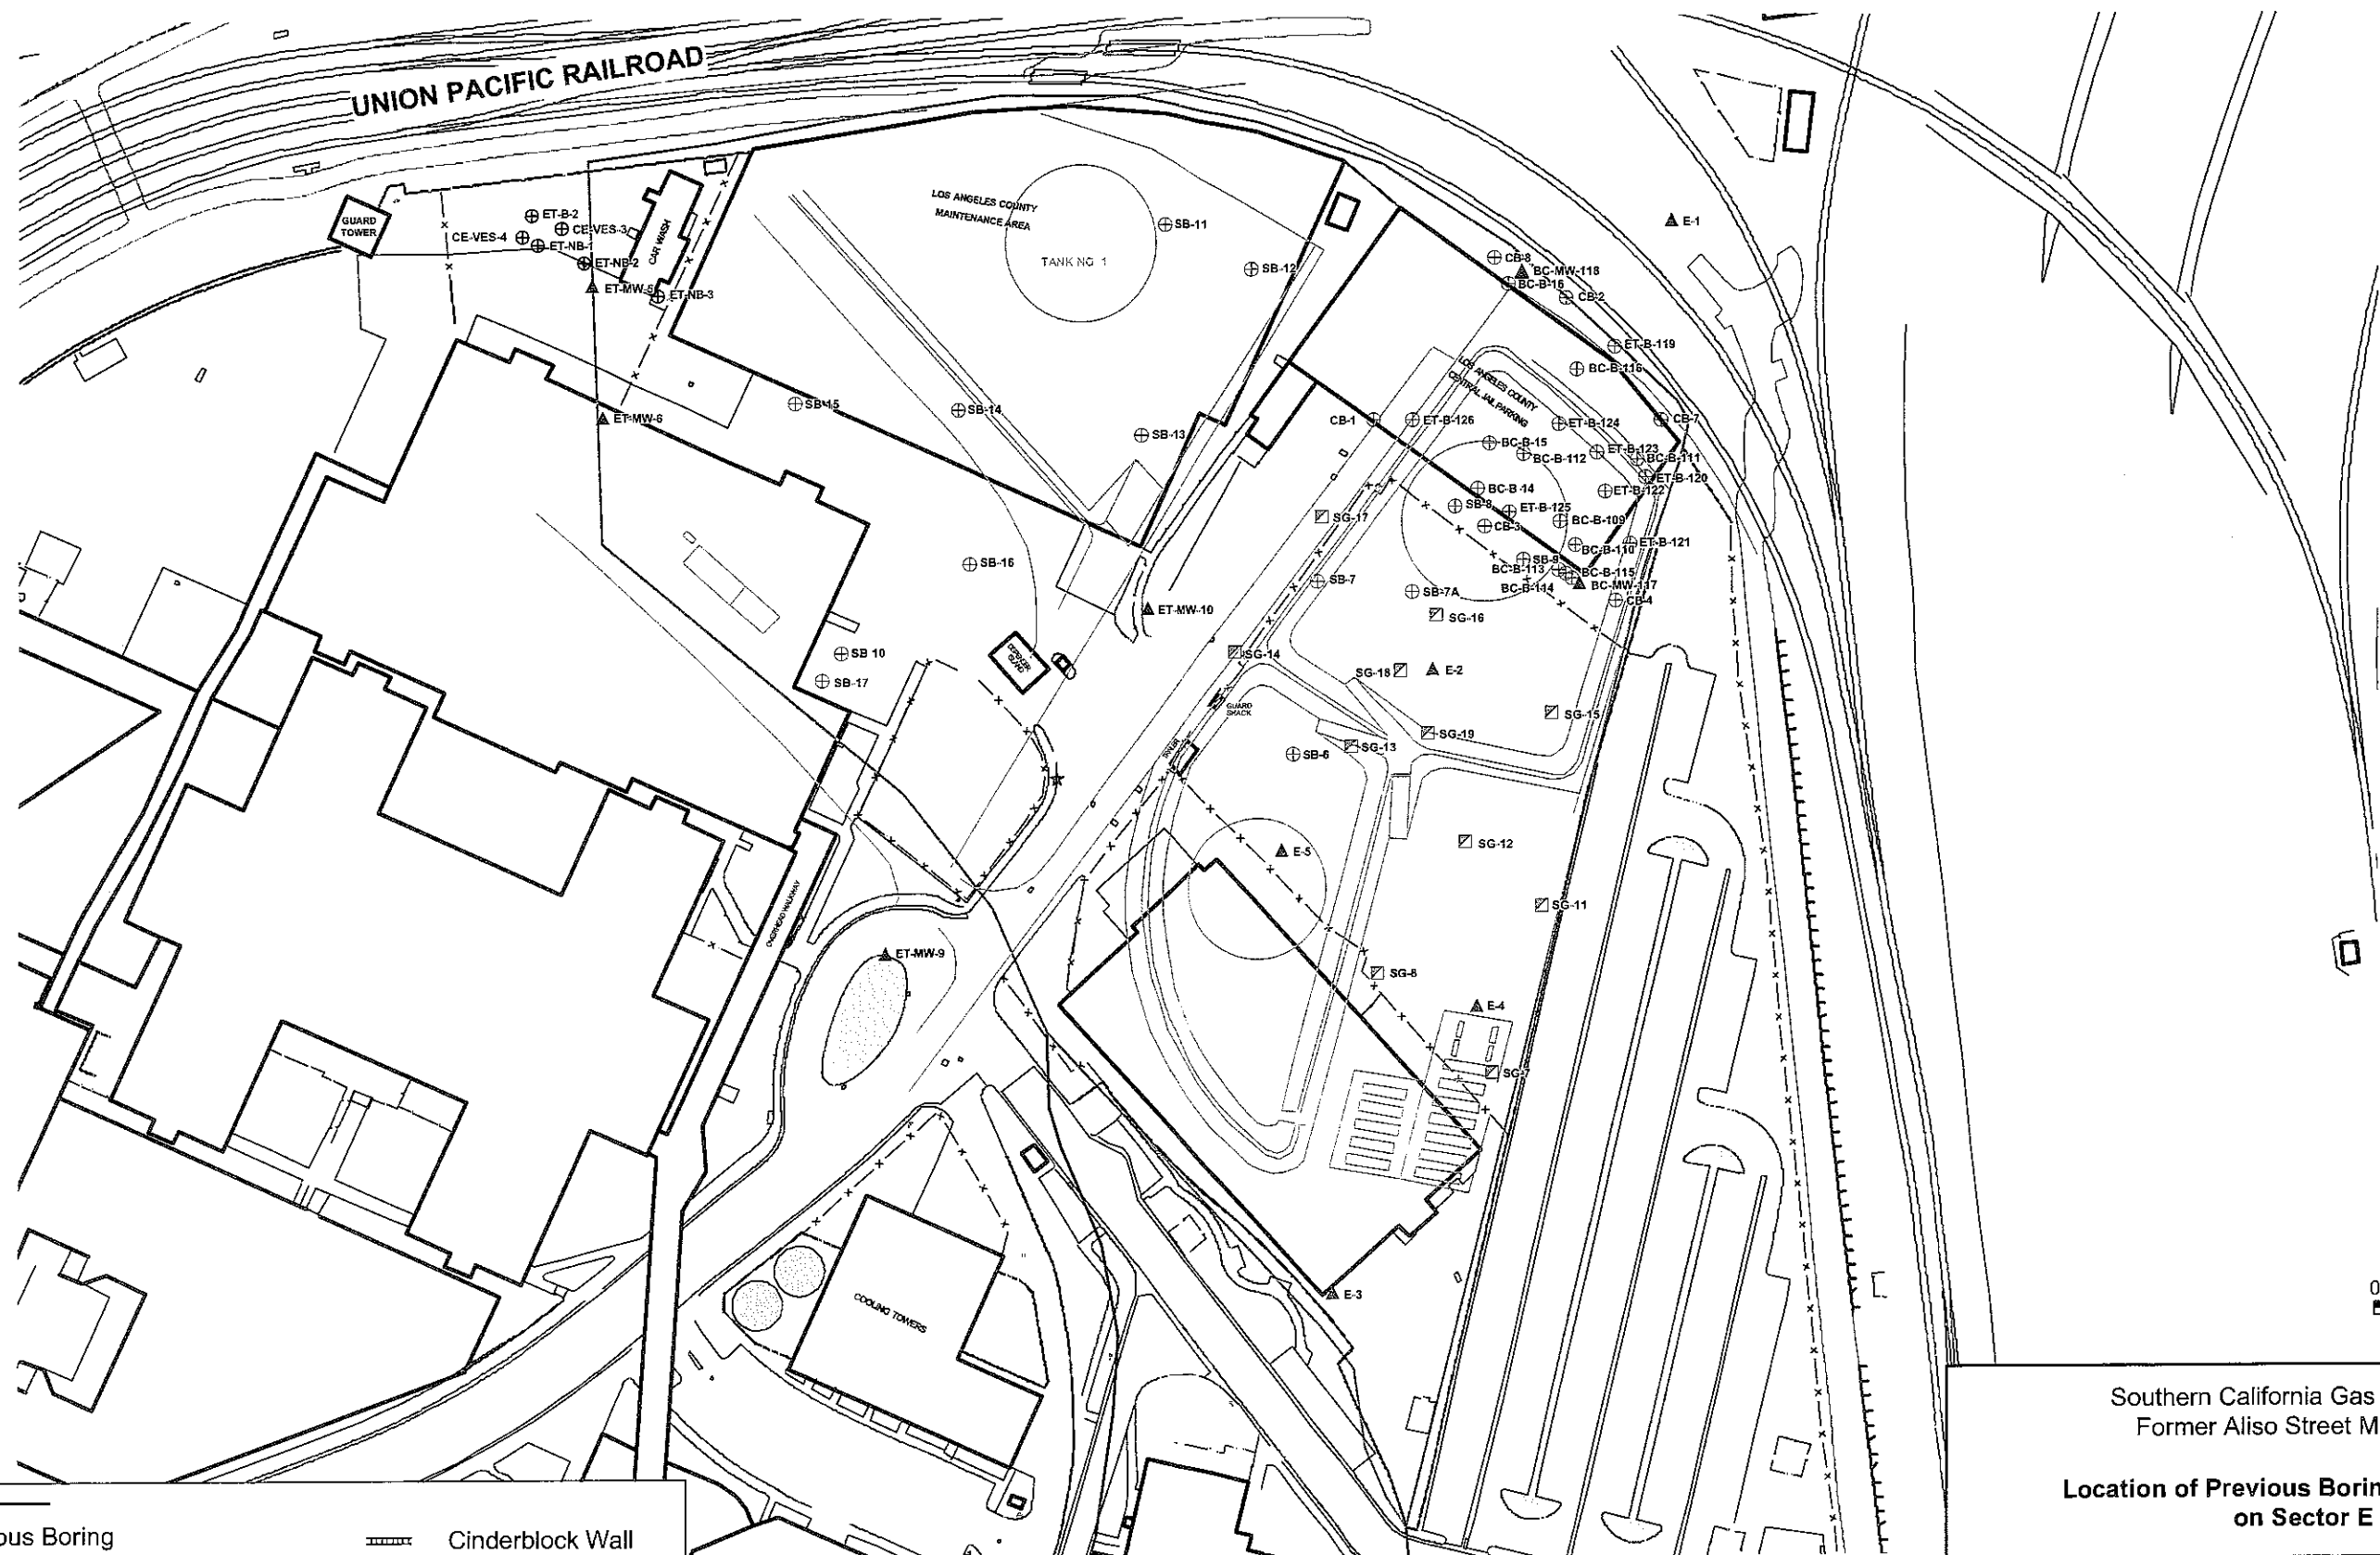 UNION PACIFIC RAILROAD
GUARD
TOWER
ET-B-2
CE-VES-3
CE-VES-4
ET-NB-1
ET-NB-2
ET-MW-5
ET-NB-3
CAR WASH
LOS ANGELES COUNTY
MAINTENANCE AREA
TANK NO 1
SB-11
SB-12
E-1
CB-8
BC-MW-118
BC-B-16
CB-2
ET-B-119
BC-B-116
LOS ANGELES COUNTY
CENTRAL JAIL PARKING
SB-15
SB-14
SB-13
ET-MW-6
CB-1
ET-B-126
ET-B-124
CB-7
BC-B-15
BC-B-112
ET-B-123
BC-B-111
ET-B-120
ET-B-122
BC-B-14
SB-8
ET-B-125
CB-3
BC-B-109
SG-17
BC-B-110
ET-B-121
SB-9
BC-B-113
BC-B-115
BC-B-114
BC-MW-117
CB-4
SB-16
SB-7
SB-7A
SG-16
ET-MW-10
SB 10
SB-17
SG-14
SG-18
E-2
GUARD
SHACK
SG-15
SG-13
SG-19
SB-6
E-5
SG-12
SG-11
OVERHEAD WALKWAY
ET-MW-9
SG-8
E-4
SG-7
E-3
COOLING TOWERS
0
Southern California Gas
Former Aliso Street M
Location of Previous Borin
on Sector E
ous Boring
Cinderblock Wall